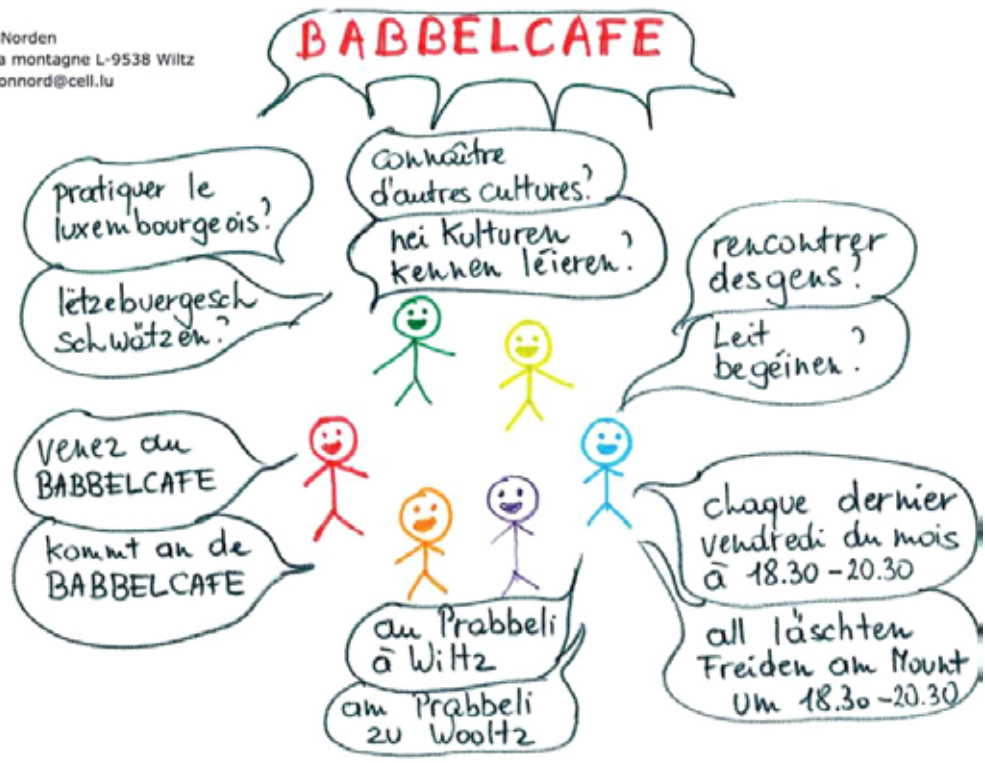 Norden
a montagne L-9538 Wiltz
onnord@cell.lu
BABBELCAFE
pratiquer le
luxembourgeois?
lëtzebuergesch
schwätzen?
connaître
d'autres cultures?
nei Kulturen
kennen léieren?
rencontrer
des gens?
Leit
begéinen?
venez au
BABBELCAFE
kommt an de
BABBELCAFE
au Prabbeli
à Wiltz
am Prabbeli
zu Wooltz
chaque dernier
vendredi du mois
à 18.30-20.30
all läschten
Freiden am Mount
um 18.30-20.30